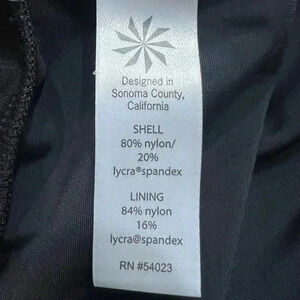 Designed in
Sonoma County,
California
SHELL
80% nylon/
20%
lycra®spandex
LINING
84% nylon
16%
lycra@spandex
RN #54023